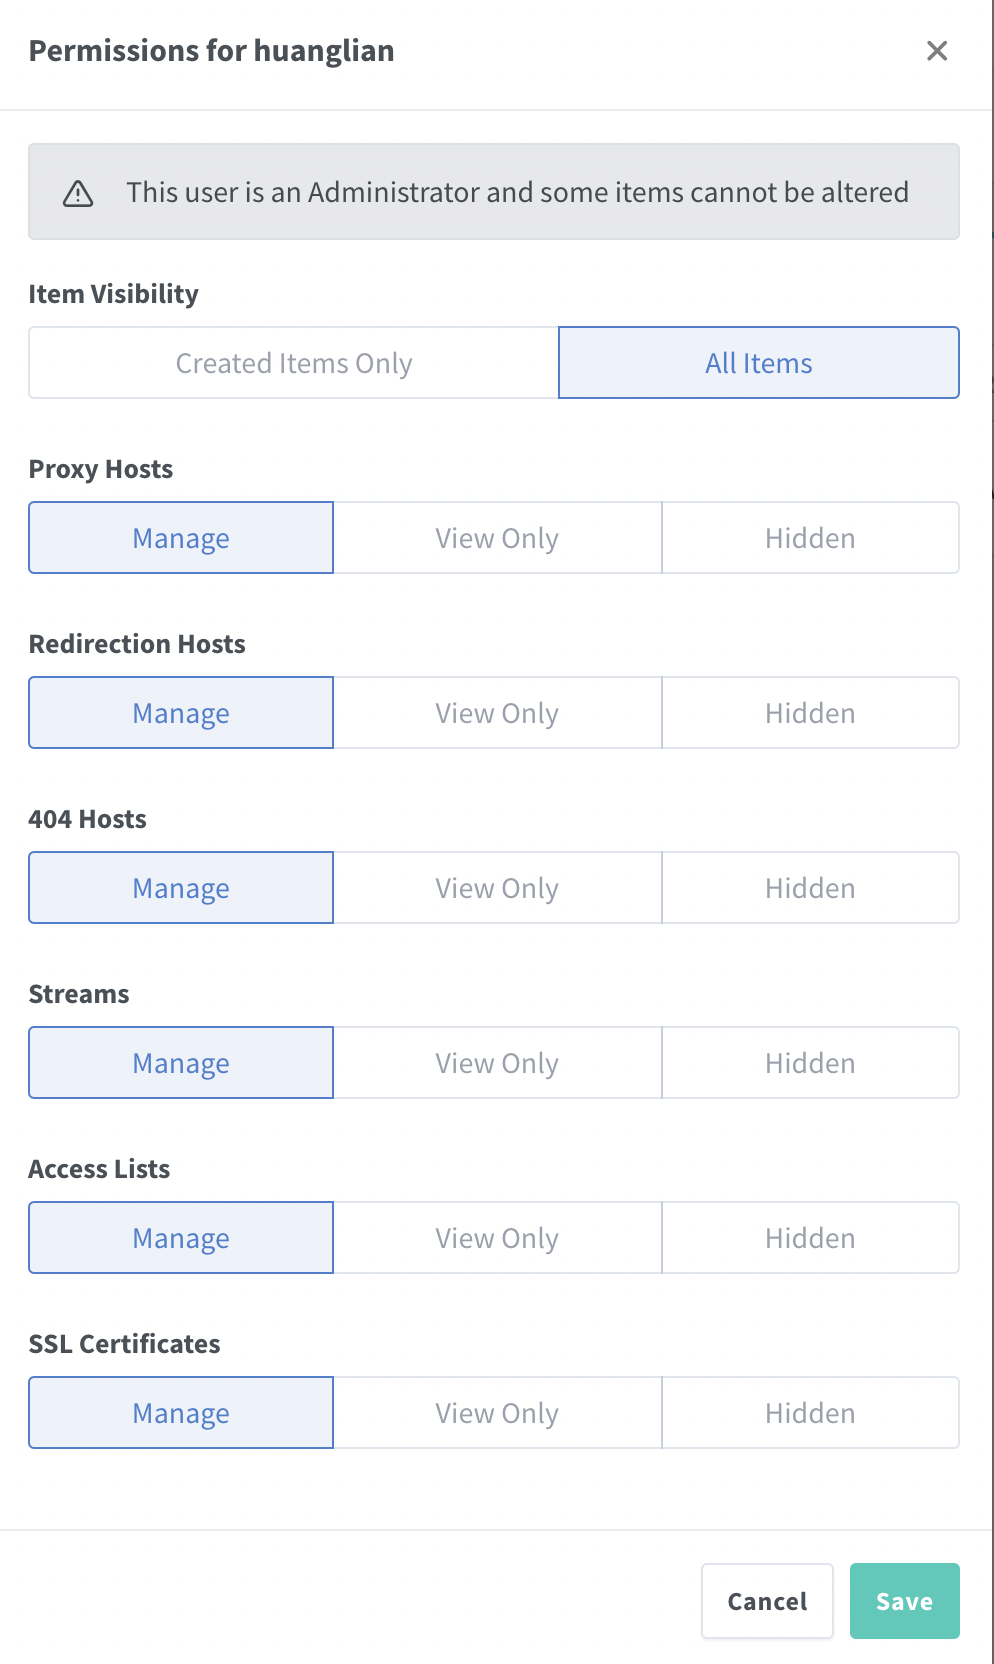 Permissions for huanglian
This user is an Administrator and some items cannot be altered
Item Visibility
Created Items Only All Items
Proxy Hosts
Manage View Only Hidden
Redirection Hosts
Manage View Only Hidden
404 Hosts
Manage View Only Hidden
Streams
Manage View Only Hidden
Access Lists
Manage View Only Hidden
SSL Certificates
Manage View Only Hidden
Cancel Save